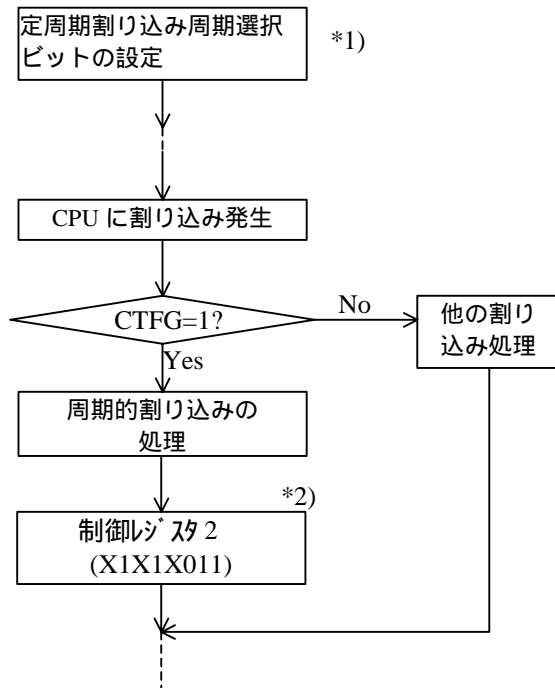 定周期割り込み周期選択
ビットの設定
*1)
CPU に割り込み発生
CTFG=1?
No
他の割り
込み処理
Yes
周期的割り込みの
処理
*2)
制御ﾚｼﾞｽﾀ 2
(X1X1X011)